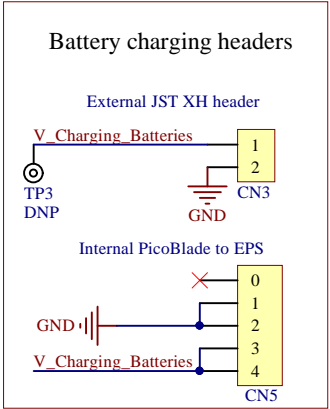 Battery charging headers
External JST XH header
V_Charging_Batteries
1
2
TP3
DNP
CN3
GND
Internal PicoBlade to EPS
0
1
GND
2
3
V_Charging_Batteries
4
CN5